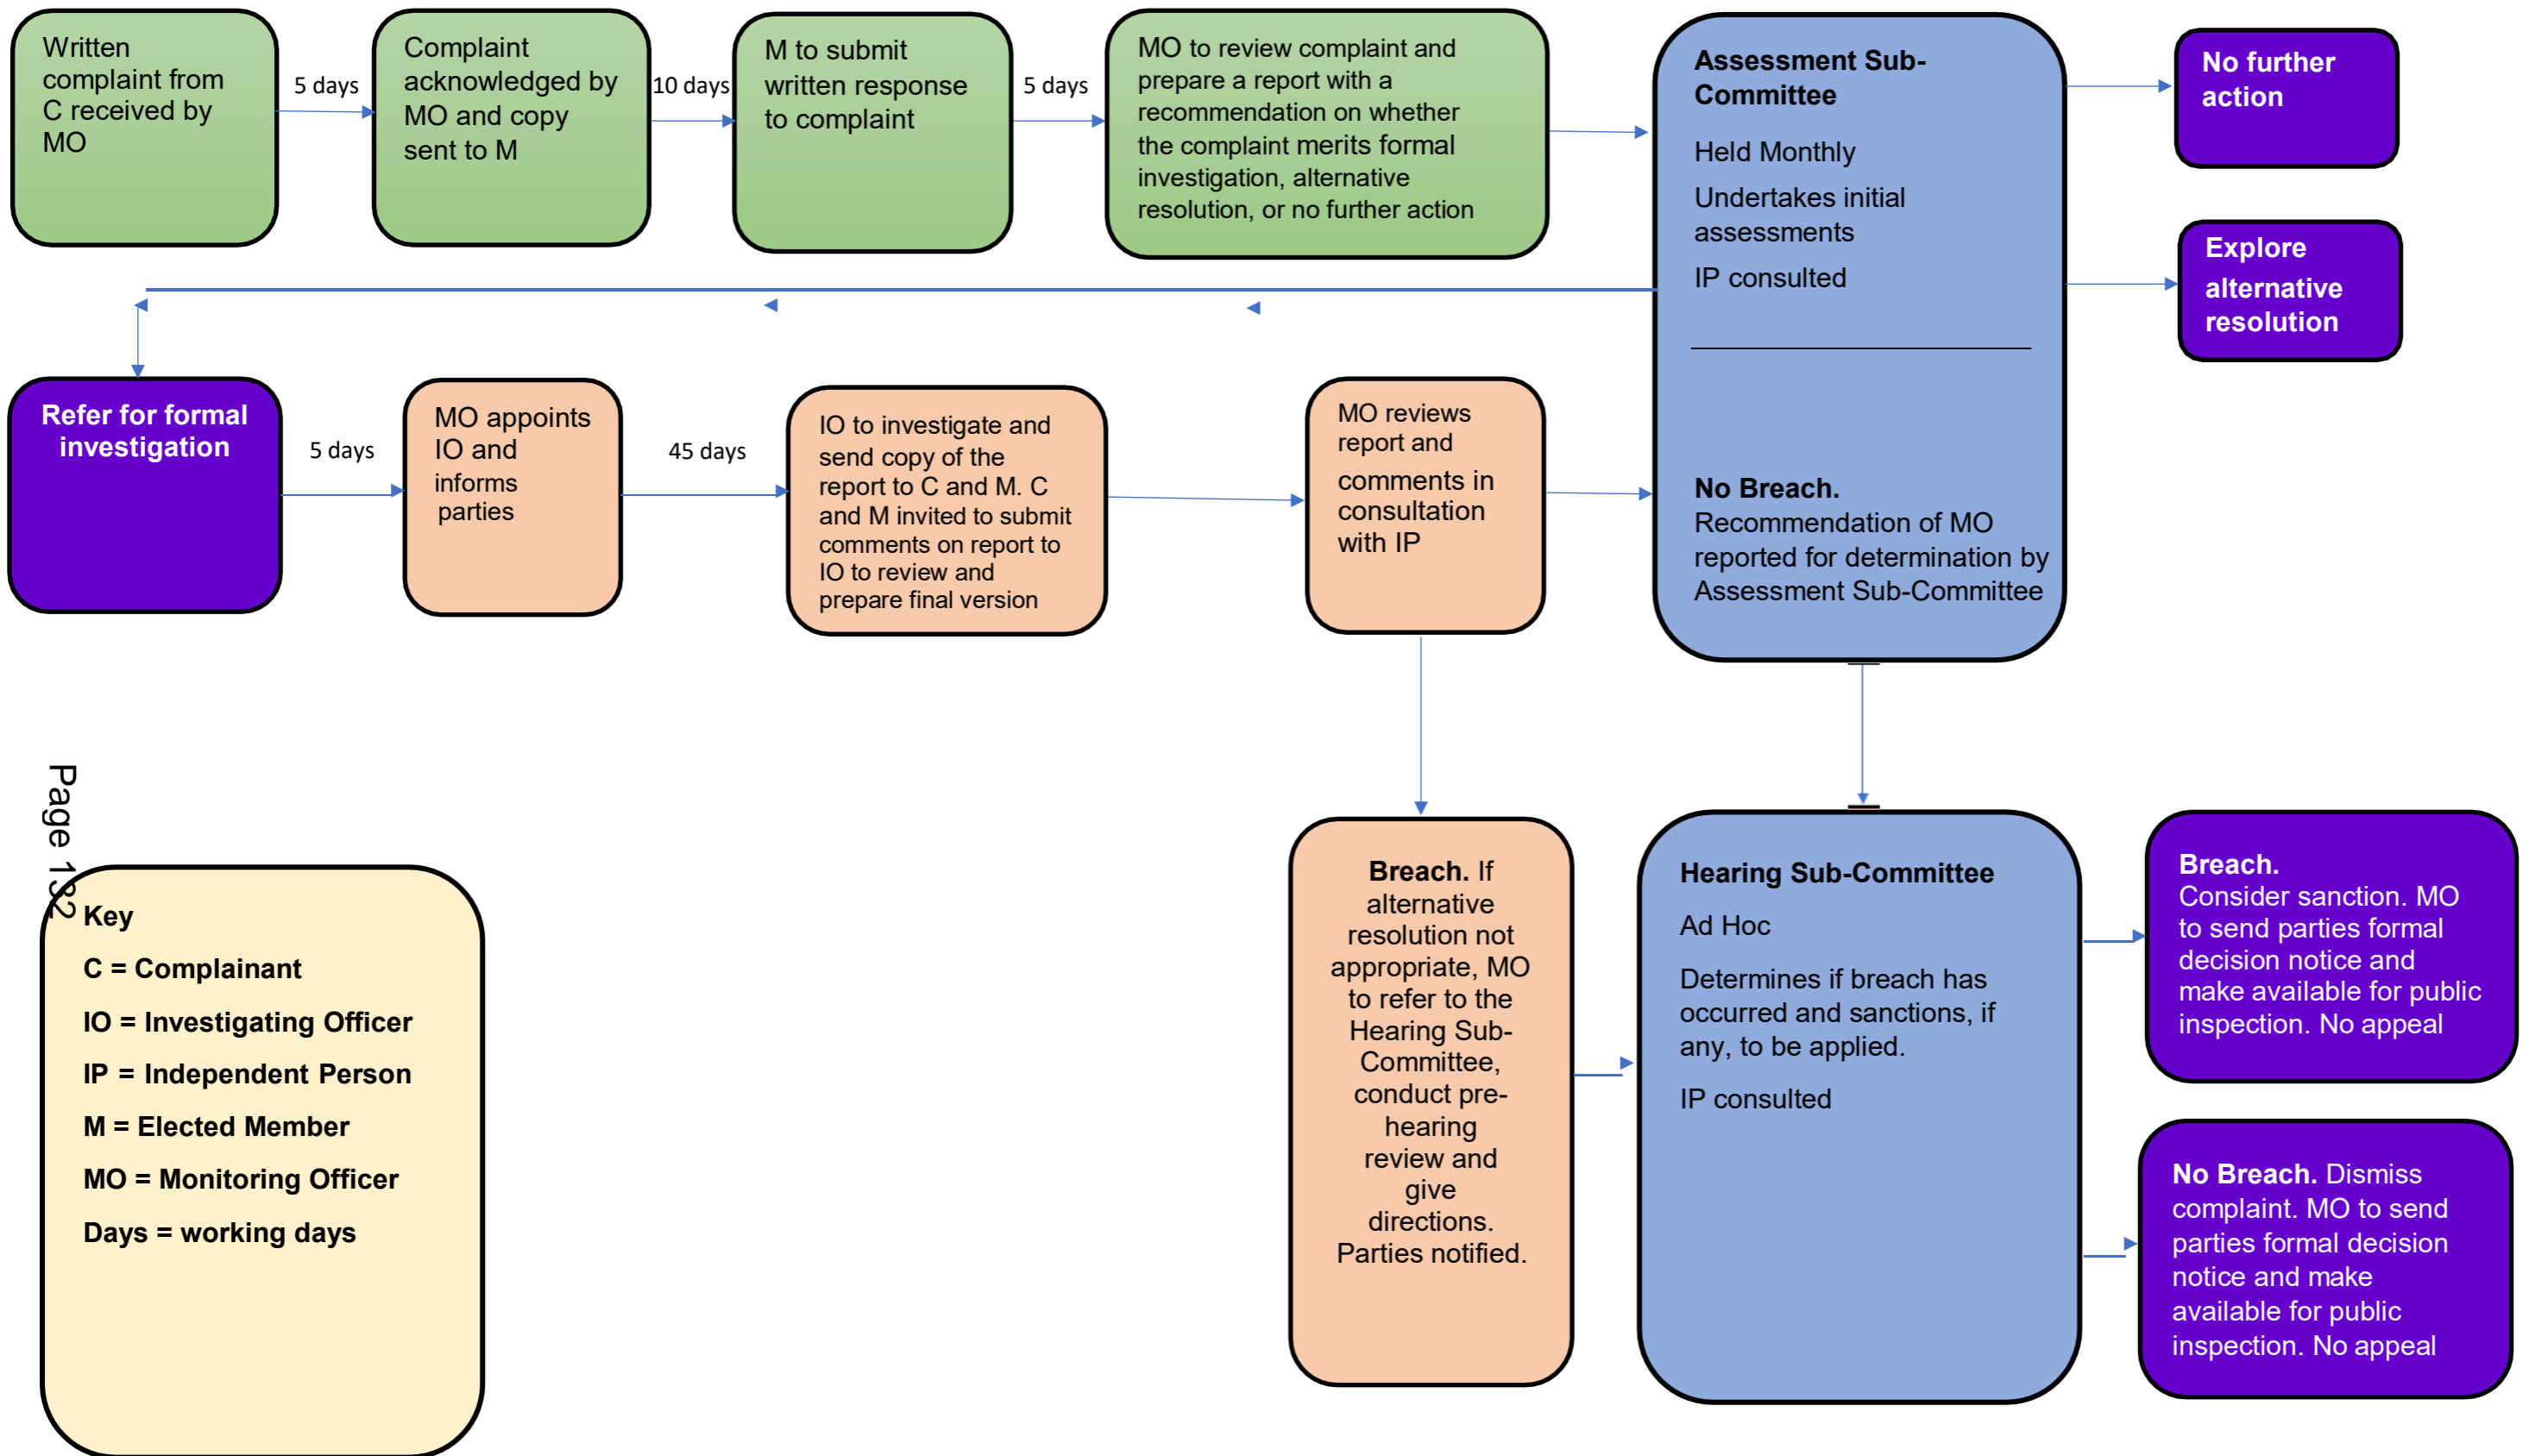 Written
complaint from
C received by
MO
5 days
Complaint
acknowledged by
MO and copy
sent to M
10 days
M to submit
written response
to complaint
5 days
MO to review complaint and
prepare a report with a
recommendation on whether
the complaint merits formal
investigation, alternative
resolution, or no further action
Assessment Sub-
Committee
Held Monthly
Undertakes initial
assessments
IP consulted
No further
action
Explore
alternative
resolution
Refer for formal
investigation
5 days
MO appoints
IO and
informs
parties
45 days
IO to investigate and
send copy of the
report to C and M. C
and M invited to submit
comments on report to
IO to review and
prepare final version
MO reviews
report and
comments in
consultation
with IP
No Breach.
Recommendation of MO
reported for determination by
Assessment Sub-Committee
Page 132
Key
C = Complainant
IO = Investigating Officer
IP = Independent Person
M = Elected Member
MO = Monitoring Officer
Days = working days
Breach. If
alternative
resolution not
appropriate, MO
to refer to the
Hearing Sub-
Committee,
conduct pre-
hearing
review and
give
directions.
Parties notified.
Hearing Sub-Committee
Ad Hoc
Determines if breach has
occurred and sanctions, if
any, to be applied.
IP consulted
Breach.
Consider sanction. MO
to send parties formal
decision notice and
make available for public
inspection. No appeal
No Breach. Dismiss
complaint. MO to send
parties formal decision
notice and make
available for public
inspection. No appeal